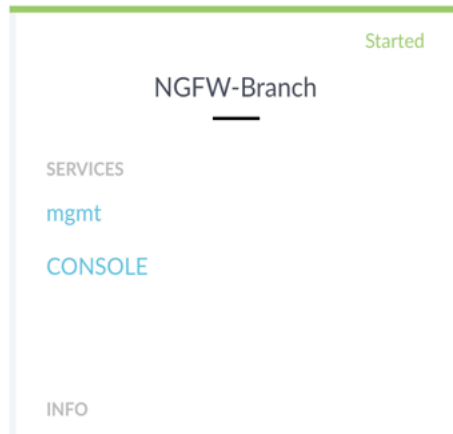 Started
NGFW-Branch
SERVICES
mgmt
CONSOLE
INFO